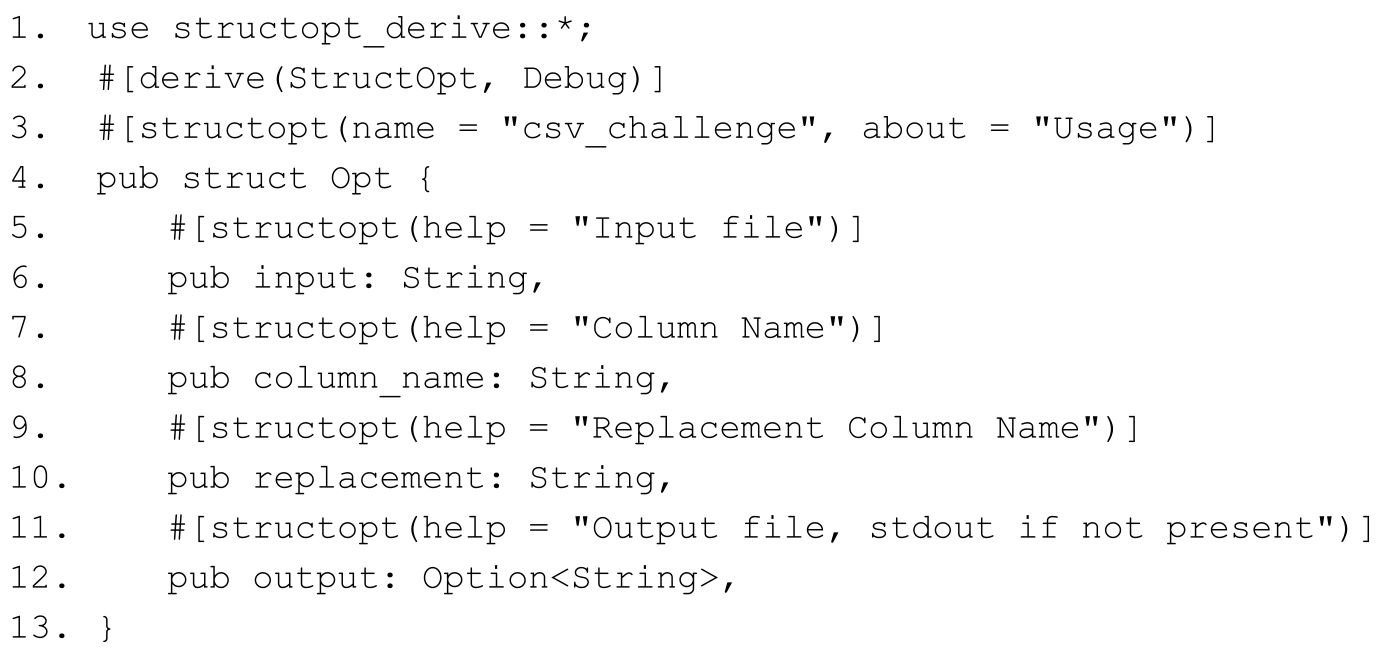 1. use structopt_derive::*;
2. #[derive(StructOpt, Debug)]
3. #[structopt(name = "csv_challenge", about = "Usage")]
4. pub struct Opt {
5. #[structopt(help = "Input file")]
6. pub input: String,
7. #[structopt(help = "Column Name")]
8. pub column_name: String,
9. #[structopt(help = "Replacement Column Name")]
10. pub replacement: String,
11. #[structopt(help = "Output file, stdout if not present")]
12. pub output: Option<String>,
13. }